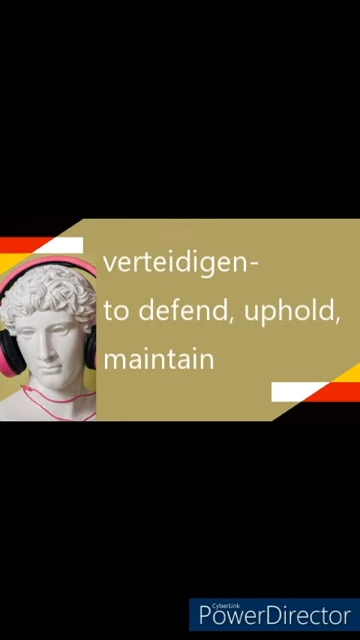 verteidigen-
to defend, uphold,
maintain
CyberLink
PowerDirector